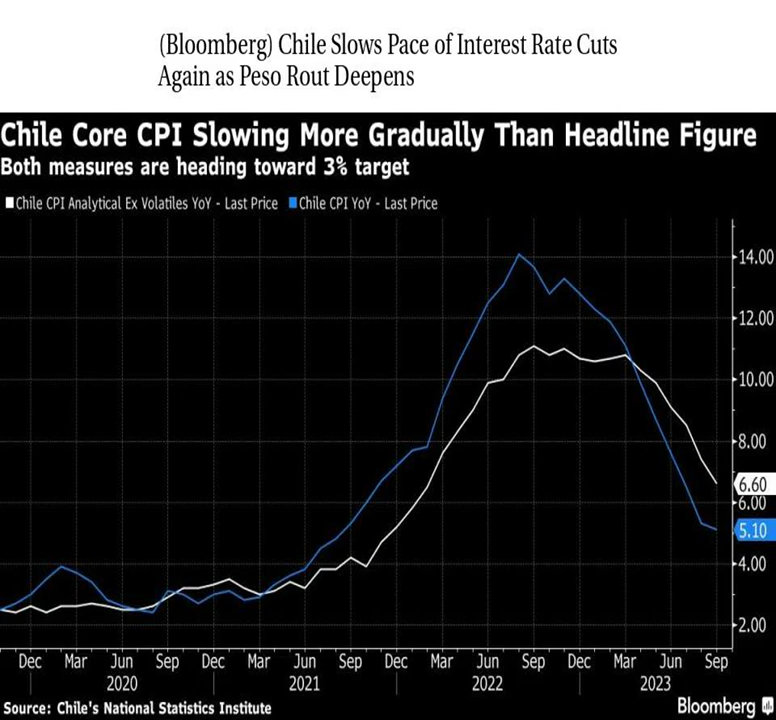 (Bloomberg) Chile Slows Pace of Interest Rate Cuts
Again as Peso Rout Deepens
Chile Core CPI Slowing More Gradually Than Headline Figure
Both measures are heading toward 3% target
Chile CPI Analytical Ex Volatiles YoY - Last Price Chile CPI YoY - Last Price
14.00
12.00
10.00
8.00
6.60
6.00
5.10
4.00
2.00
Dec Mar Jun Sep Dec Mar Jun Sep Dec Mar Jun Sep Dec Mar Jun Sep
2020 2021 2022 2023
Source: Chile's National Statistics Institute
Bloomberg